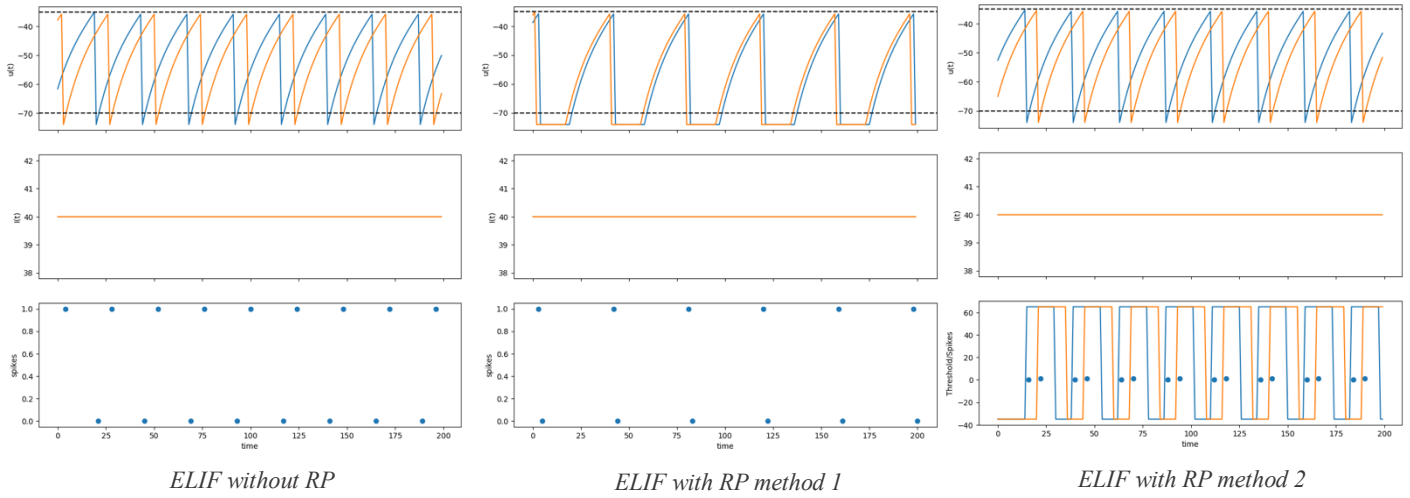 −40
−50
−60
−70
u(t)
42
41
40
39
38
I(t)
1.0
0.8
0.6
0.4
0.2
0.0
spikes
0 25 50 75 100 125 150 175 200
time
ELIF without RP
−40
−50
−60
−70
u(t)
42
41
40
39
38
I(t)
1.0
0.8
0.6
0.4
0.2
0.0
spikes
0 25 50 75 100 125 150 175 200
time
ELIF with RP method 1
−40
−50
−60
−70
u(t)
42
41
40
39
38
I(t)
60
40
20
0
−20
−40
Threshold/Spikes
0 25 50 75 100 125 150 175 200
time
ELIF with RP method 2